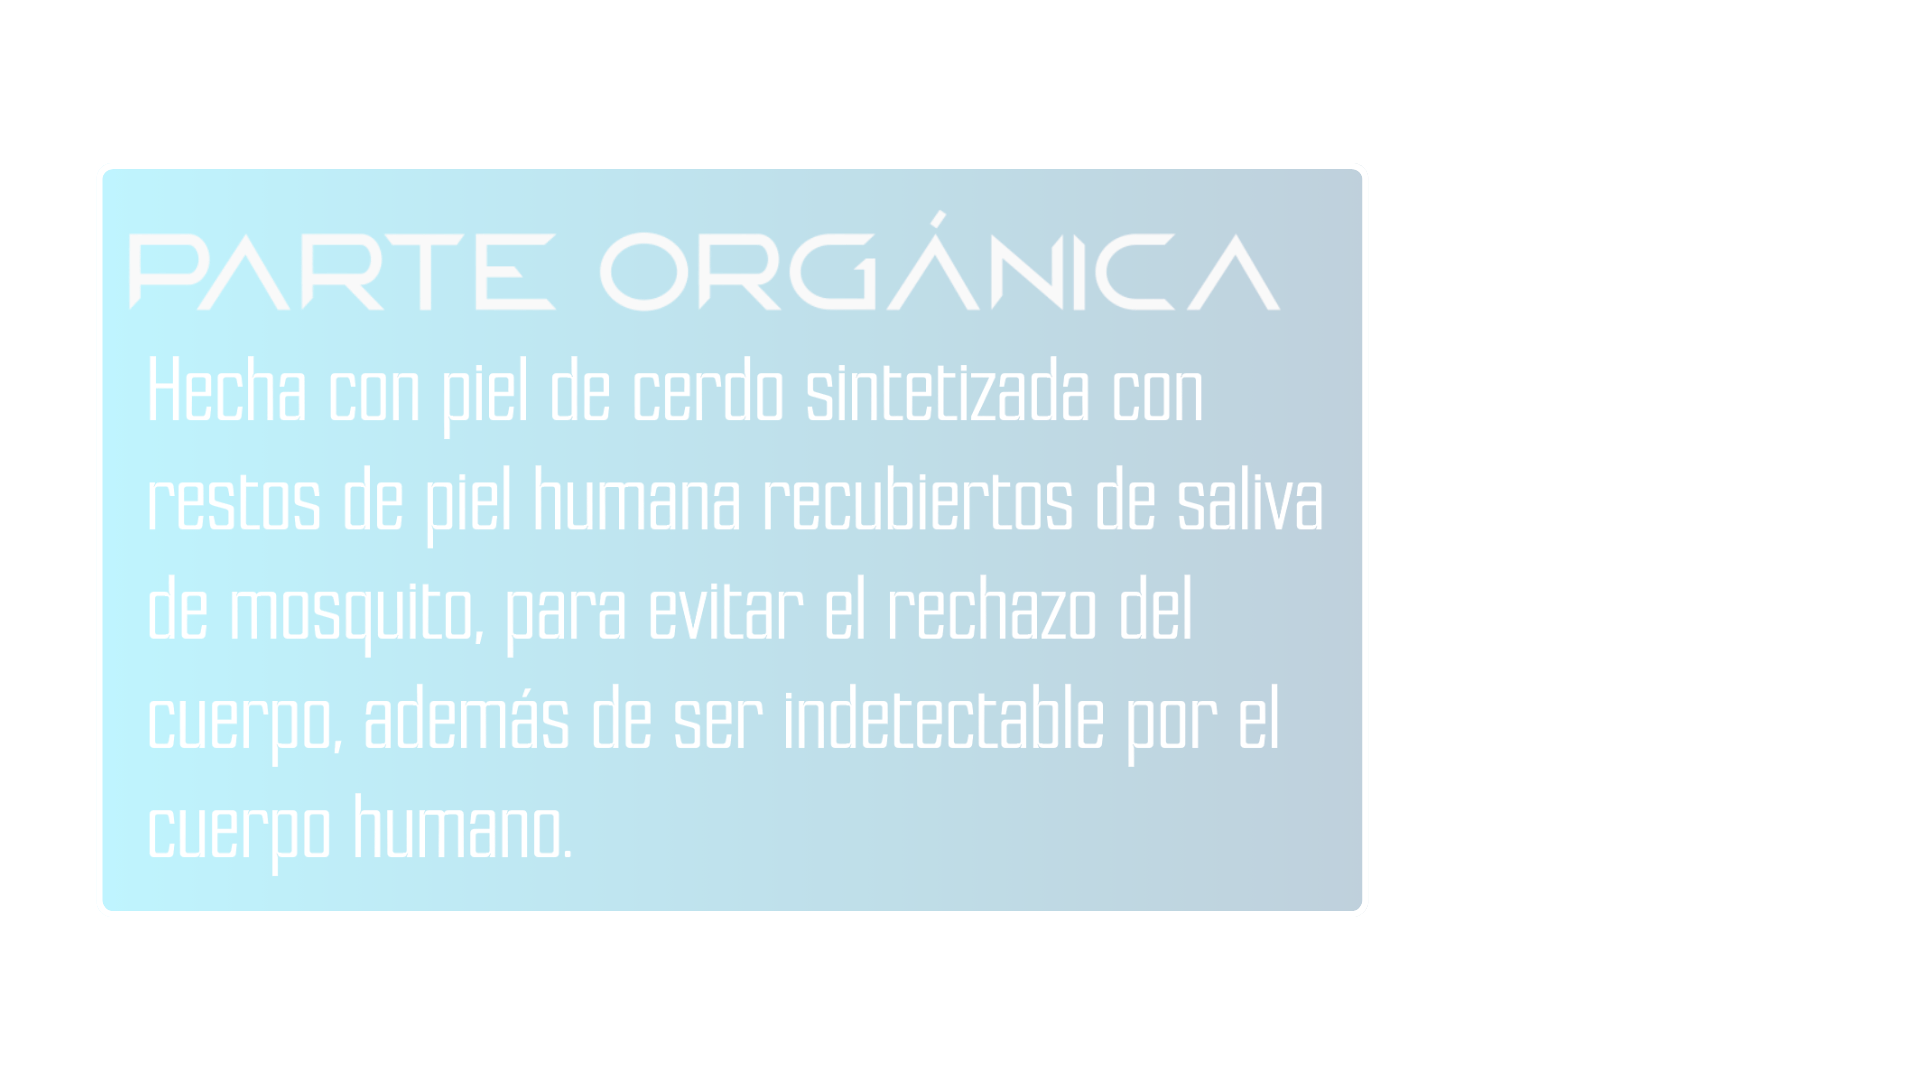 PARTE ORGÁNICA
Hecha con piel de cerdo sintetizada con
restos de piel humana recubiertos de saliva
de mosquito, para evitar el rechazo del
cuerpo, además de ser indetectable por el
cuerpo humano.